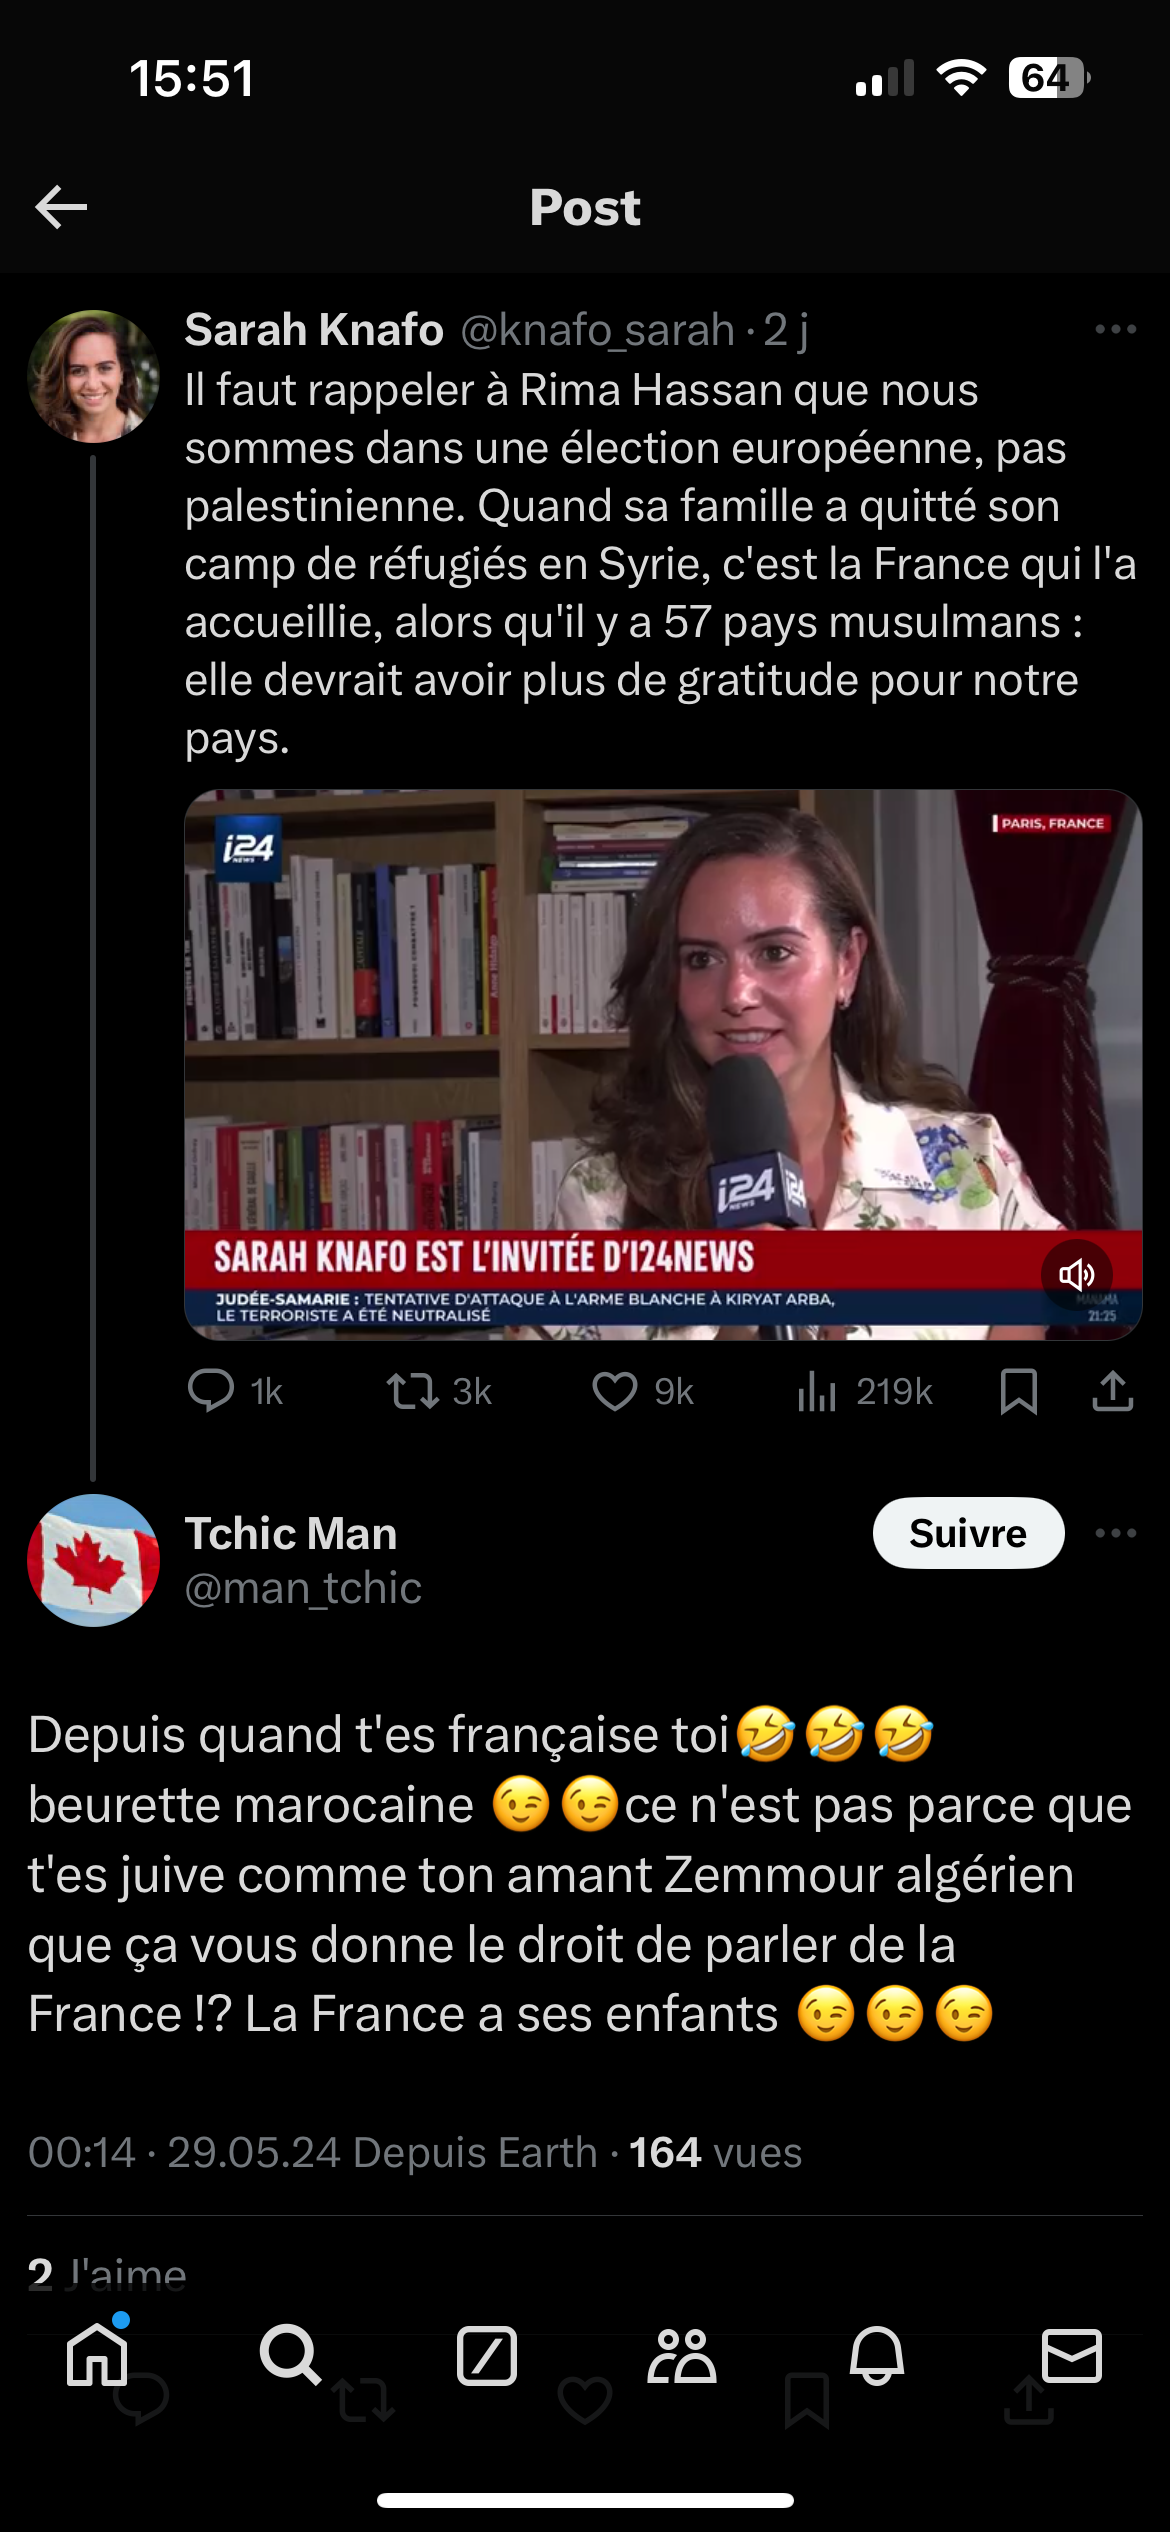 15:51
64
Post
Sarah Knafo @knafo_sarah · 2 j
Il faut rappeler à Rima Hassan que nous
sommes dans une élection européenne, pas
palestinienne. Quand sa famille a quitté son
camp de réfugiés en Syrie, c'est la France qui l'a
accueillie, alors qu'il y a 57 pays musulmans :
elle devrait avoir plus de gratitude pour notre
pays.
i24
NEWS
PARIS, FRANCE
i24
NEWS
SARAH KNAFO EST L'INVITÉE D'I24NEWS
JUDÉE-SAMARIE : TENTATIVE D'ATTAQUE À L'ARME BLANCHE À KIRYAT ARBA,
LE TERRORISTE A ÉTÉ NEUTRALISÉ
MANAMA
21:25
1k 3k 9k 219k
Tchic Man
@man_tchic
Suivre
Depuis quand t'es française toi🤣🤣🤣
beurette marocaine 😉😉ce n'est pas parce que
t'es juive comme ton amant Zemmour algérien
que ça vous donne le droit de parler de la
France !? La France a ses enfants 😉😉😉
00:14 · 29.05.24 Depuis Earth · 164 vues
2 J'aime